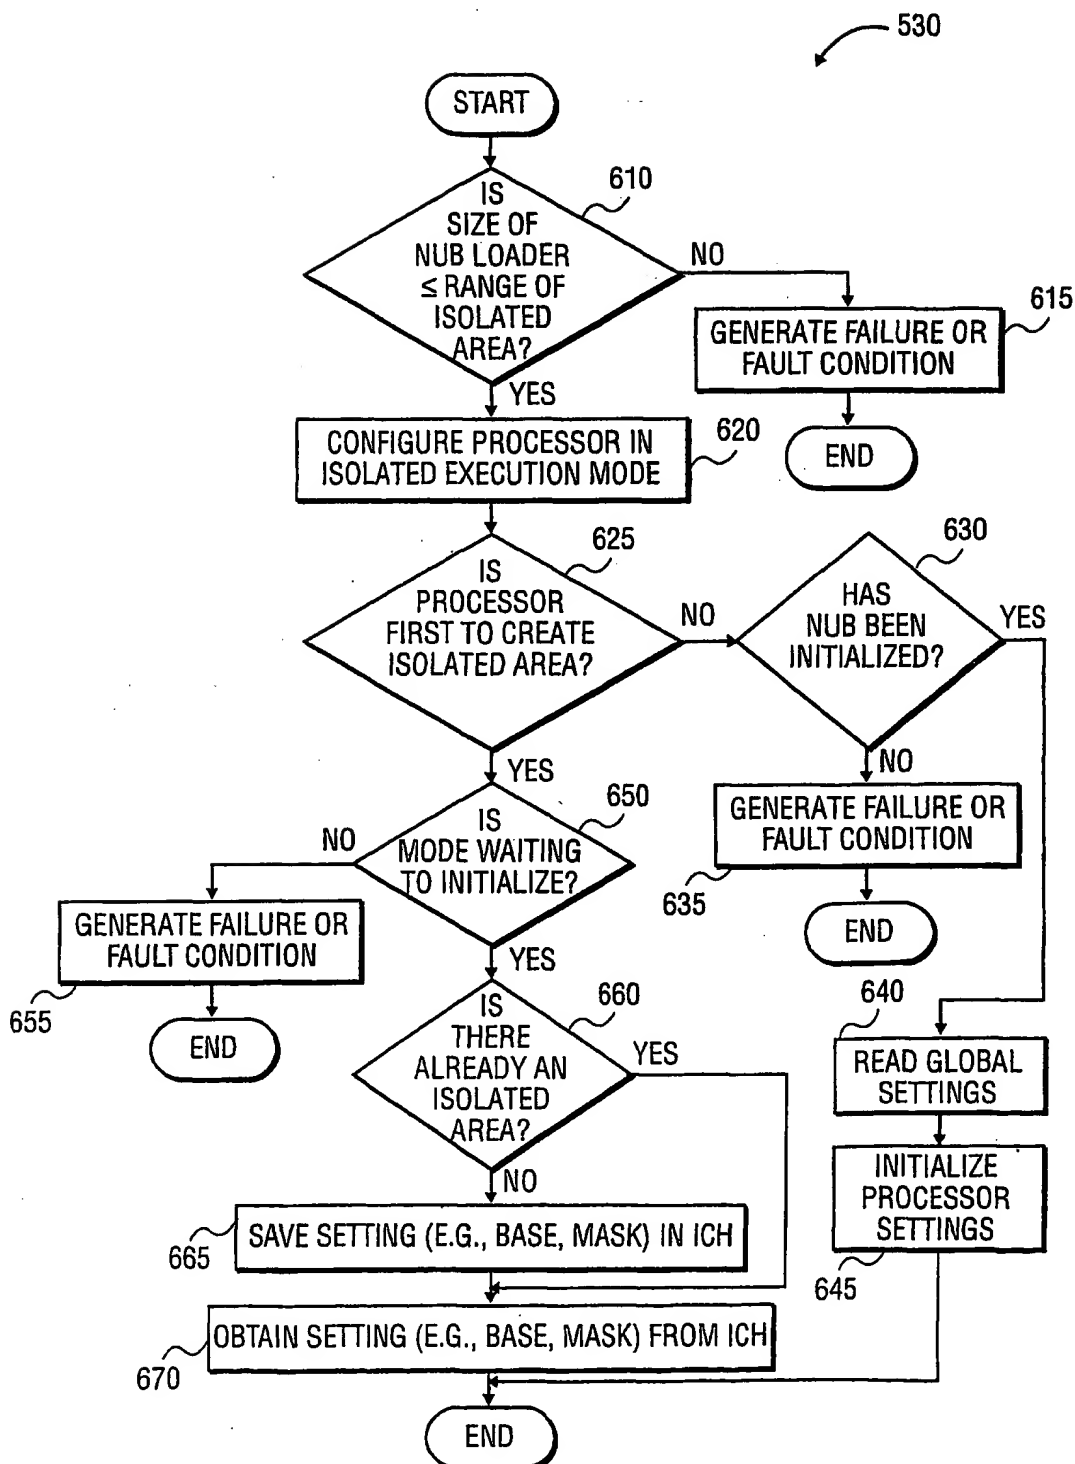 530
START
610
IS
SIZE OF
NUB LOADER
≤ RANGE OF
ISOLATED
AREA?
NO
615
GENERATE FAILURE OR
FAULT CONDITION
END
YES
620
CONFIGURE PROCESSOR IN
ISOLATED EXECUTION MODE
625
IS
PROCESSOR
FIRST TO CREATE
ISOLATED AREA?
NO
630
HAS
NUB BEEN
INITIALIZED?
YES
NO
GENERATE FAILURE OR
FAULT CONDITION
635
END
YES
650
IS
MODE WAITING
TO INITIALIZE?
NO
GENERATE FAILURE OR
FAULT CONDITION
655
END
YES
660
IS
THERE
ALREADY AN
ISOLATED
AREA?
YES
640
READ GLOBAL
SETTINGS
INITIALIZE
PROCESSOR
SETTINGS
645
NO
SAVE SETTING (E.G., BASE, MASK) IN ICH
665
OBTAIN SETTING (E.G., BASE, MASK) FROM ICH
670
END